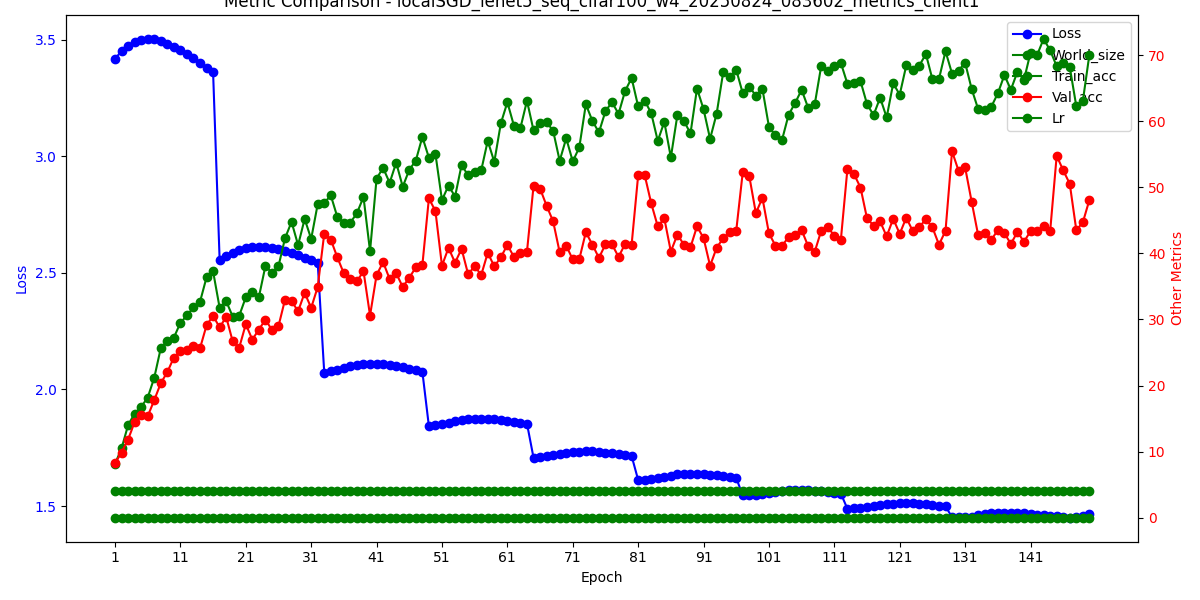 Metric Comparison - localSGD_lenet5_seq_cifar100_w4_20250824_083602_metrics_client1
Loss
World_size
Train_acc
Val_acc
Lr
3.5
3.0
2.5
2.0
1.5
Loss
70
60
50
40
30
20
10
0
Other Metrics
1 11 21 31 41 51 61 71 81 91 101 111 121 131 141
Epoch